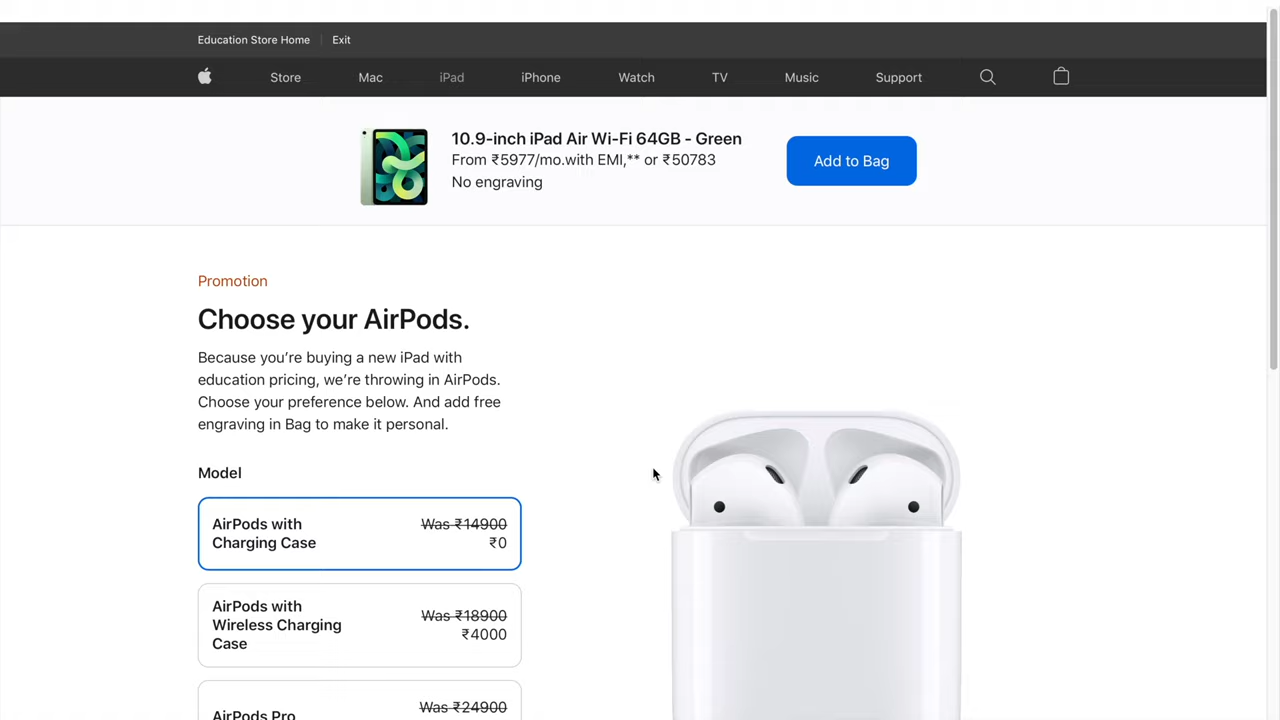 Education Store Home
Exit
Store
Mac
iPad
iPhone
Watch
TV
Music
Support
10.9-inch iPad Air Wi-Fi 64GB - Green
From ₹5977/mo.with EMI,** or ₹50783
No engraving
Add to Bag
Promotion
Choose your AirPods.
Because you’re buying a new iPad with
education pricing, we’re throwing in AirPods.
Choose your preference below. And add free
engraving in Bag to make it personal.
Model
AirPods with
Charging Case
Was ₹14900
₹0
AirPods with
Wireless Charging
Case
Was ₹18900
₹4000
AirPods Pro
Was ₹24900